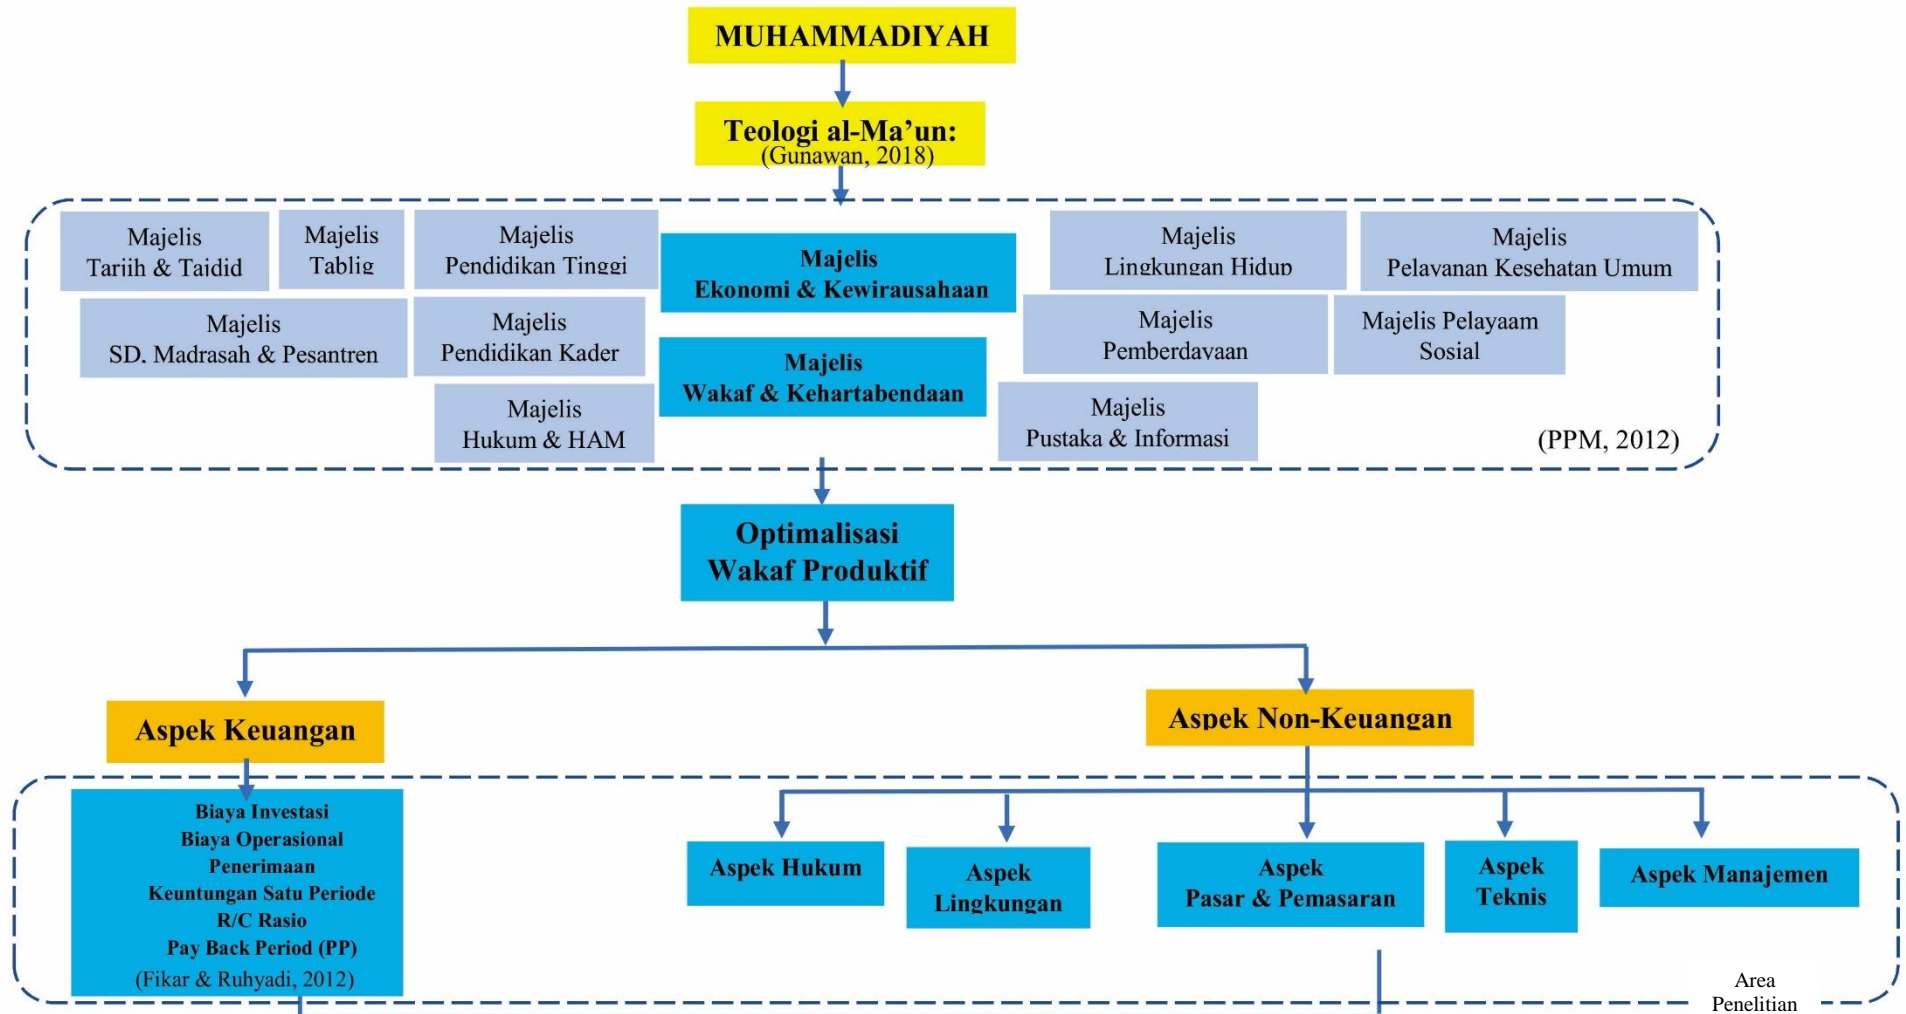 MUHAMMADIYAH
Teologi al-Ma’un:
(Gunawan, 2018)
Majelis
Tarjih & Tajdid
Majelis
Tablig
Majelis
Pendidikan Tinggi
Majelis
Ekonomi & Kewirausahaan
Majelis
Lingkungan Hidup
Majelis
Pelayanan Kesehatan Umum
Majelis
SD. Madrasah & Pesantren
Majelis
Pendidikan Kader
Majelis
Wakaf & Kehartabendaan
Majelis
Pemberdayaan
Majelis Pelayaam
Sosial
Majelis
Hukum & HAM
Majelis
Pustaka & Informasi
(PPM, 2012)
Optimalisasi
Wakaf Produktif
Aspek Keuangan
Aspek Non-Keuangan
Biaya Investasi
Biaya Operasional
Penerimaan
Keuntungan Satu Periode
R/C Rasio
Pay Back Period (PP)
(Fikar & Ruhyadi, 2012)
Aspek Hukum
Aspek
Lingkungan
Aspek
Pasar & Pemasaran
Aspek
Teknis
Aspek Manajemen
Area
Penelitian